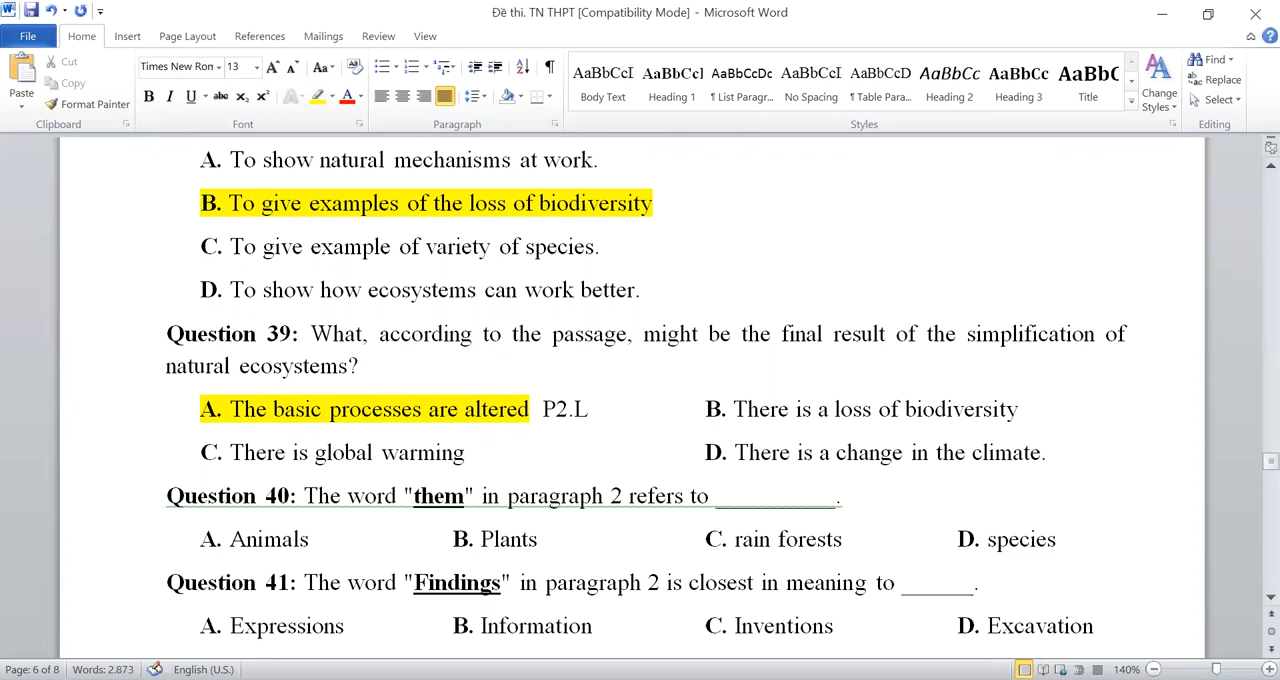 Đề thi. TN THPT [Compatibility Mode] - Microsoft Word
File Home Insert Page Layout References Mailings Review View
Paste
Cut
Copy
Format Painter
Clipboard
Times New Ron 13
B I U abc x₂ x²
Font
Paragraph
AaBbCcI AaBbCc] AaBbCcDc AaBbCcI AaBbCcD AaBbCc AaBbCc AaBbC
Body Text Heading 1 ¶ List Paragr... No Spacing ¶ Table Para... Heading 2 Heading 3 Title
Styles
Change Styles
Find
Replace
Select
Editing
A. To show natural mechanisms at work.
B. To give examples of the loss of biodiversity
C. To give example of variety of species.
D. To show how ecosystems can work better.
Question 39: What, according to the passage, might be the final result of the simplification of
natural ecosystems?
A. The basic processes are altered P2.L B. There is a loss of biodiversity
C. There is global warming D. There is a change in the climate.
Question 40: The word "them" in paragraph 2 refers to __________.
A. Animals B. Plants C. rain forests D. species
Question 41: The word "Findings" in paragraph 2 is closest in meaning to ______.
A. Expressions B. Information C. Inventions D. Excavation
Page: 6 of 8 Words: 2.873 English (U.S.) 140%